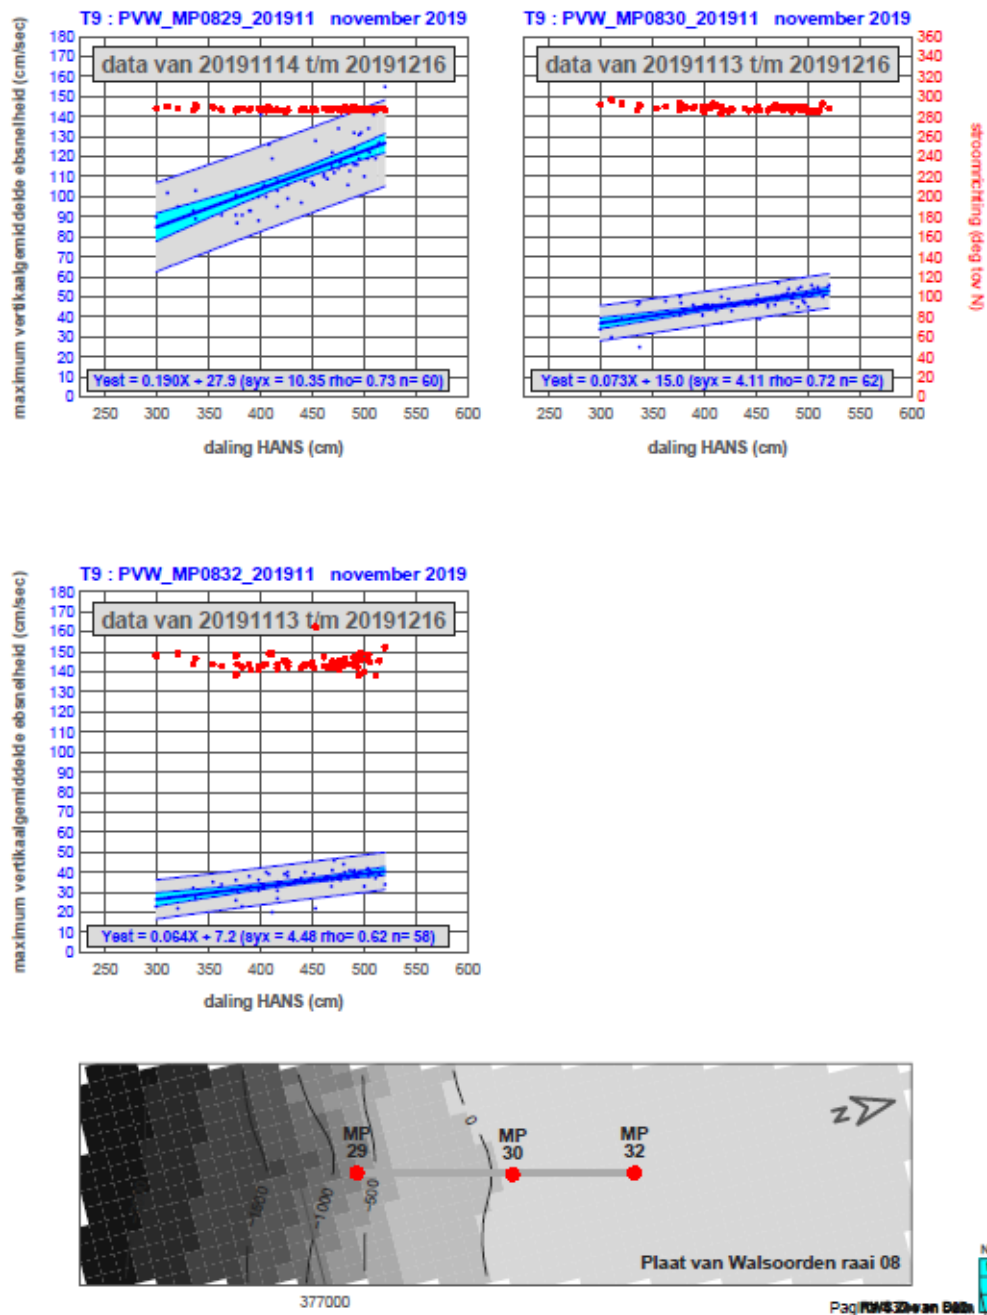 T9 : PVW_MP0829_201911 november 2019
T9 : PVW_MP0830_201911 november 2019
data van 20191114 t/m 20191216
data van 20191113 t/m 20191216
maximum vertikaalgemiddelde ebsnelheid (cm/sec)
180
170
160
150
140
130
120
110
100
90
80
70
60
50
40
30
20
10
0
360
340
320
300
280
260
240
220
200
180
160
140
120
100
80
60
40
20
0
stroomrichting (deg tov N)
Yest = 0.190X + 27.9 (syx = 10.35 rho= 0.73 n= 60)
Yest = 0.073X + 15.0 (syx = 4.11 rho= 0.72 n= 62)
250 300 350 400 450 500 550 600
250 300 350 400 450 500 550 600
daling HANS (cm)
daling HANS (cm)
T9 : PVW_MP0832_201911 november 2019
data van 20191113 t/m 20191216
maximum vertikaalgemiddelde ebsnelheid (cm/sec)
180
170
160
150
140
130
120
110
100
90
80
70
60
50
40
30
20
10
0
Yest = 0.064X + 7.2 (syx = 4.48 rho= 0.62 n= 58)
250 300 350 400 450 500 550 600
daling HANS (cm)
MP
29
MP
30
MP
32
0
-500
-1000
N
Plaat van Walsoorden raai 08
377000